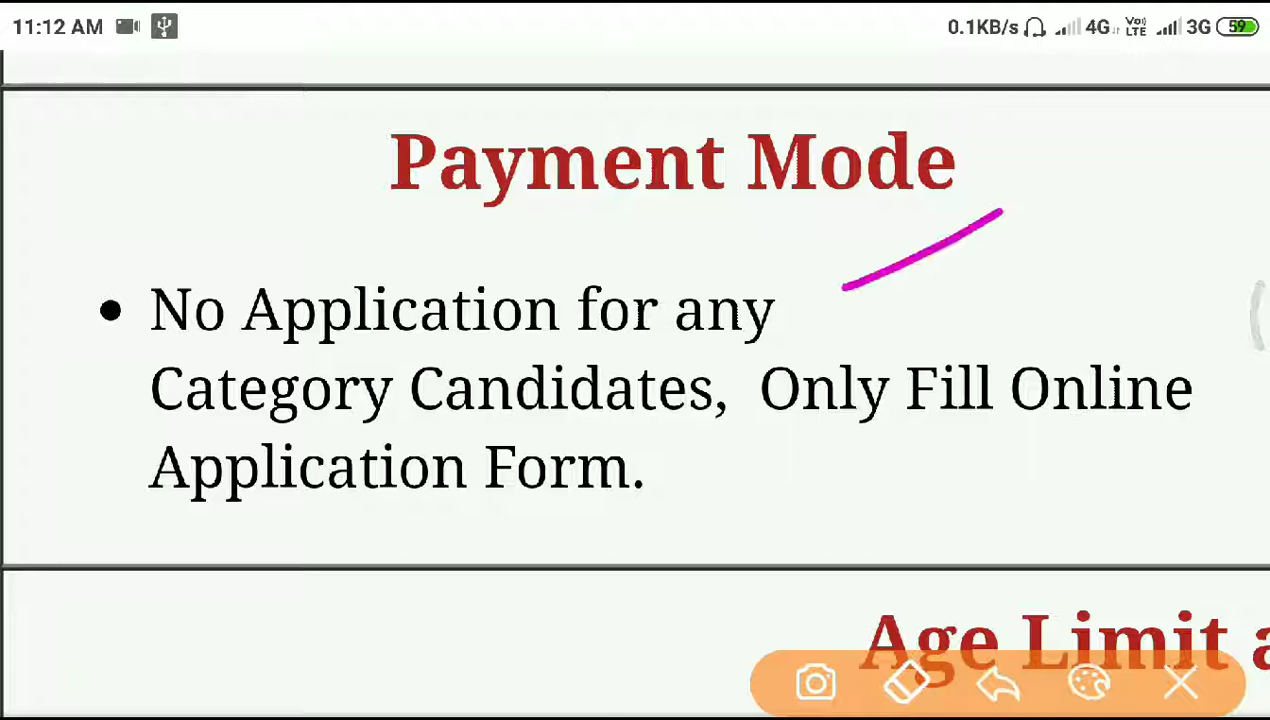 11:12 AM 0.1KB/s 4G Vo) LTE 3G 59
Payment Mode
No Application for any
Category Candidates, Only Fill Online
Application Form.
Age Limit a